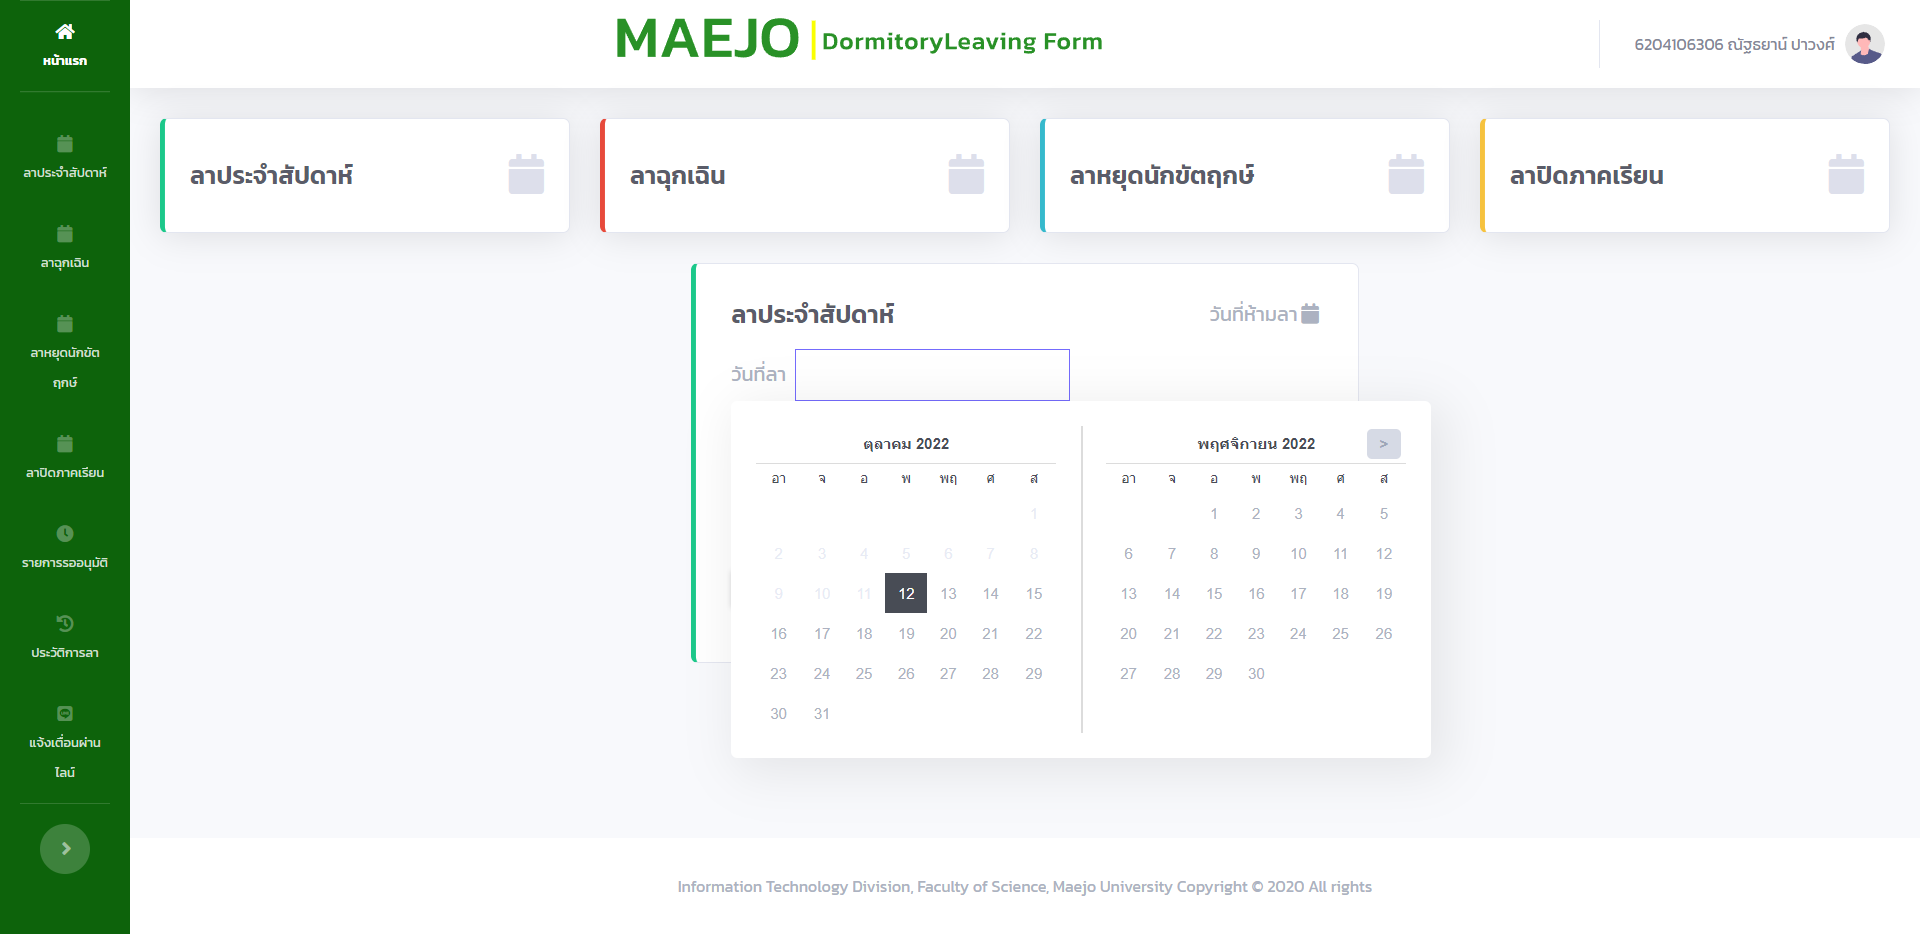 หน้าแรก
ลาประจำสัปดาห์
ลาฉุกเฉิน
ลาหยุดนักขัต
ฤกษ์
ลาปิดภาคเรียน
รายการรออนุมัติ
ประวัติการลา
แจ้งเตื่อนผ่าน
ไลน์
MAEJO DormitoryLeaving Form
6204106306 ณัฐธยาน์ ปาวงศ์
ลาประจำสัปดาห์
ลาฉุกเฉิน
ลาหยุดนักขัตฤกษ์
ลาปิดภาคเรียน
ลาประจำสัปดาห์
วันที่ห้ามลา
วันที่ลา
ตุลาคม 2022
อา จ อ พ พฤ ศ ส
1
2 3 4 5 6 7 8
9 10 11 12 13 14 15
16 17 18 19 20 21 22
23 24 25 26 27 28 29
30 31
พฤศจิกายน 2022 >
อา จ อ พ พฤ ศ ส
1 2 3 4 5
6 7 8 9 10 11 12
13 14 15 16 17 18 19
20 21 22 23 24 25 26
27 28 29 30
Information Technology Division, Faculty of Science, Maejo University Copyright © 2020 All rights